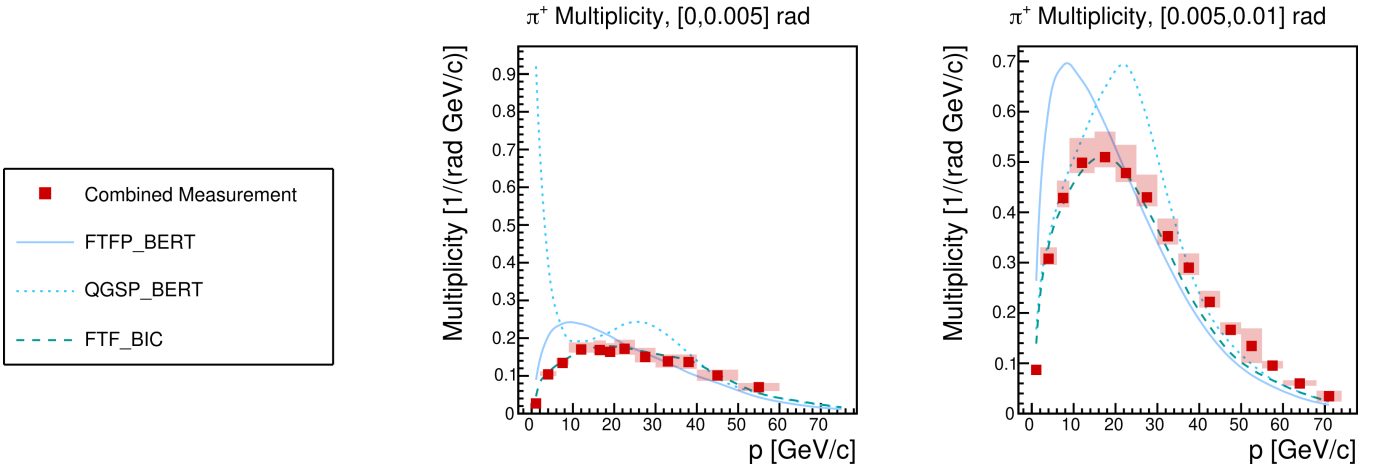 Combined Measurement
FTFP_BERT
QGSP_BERT
FTF_BIC
π⁺ Multiplicity, [0,0.005] rad
Multiplicity [1/(rad GeV/c)]
0.9
0.8
0.7
0.6
0.5
0.4
0.3
0.2
0.1
0
0 10 20 30 40 50 60 70
p [GeV/c]
π⁺ Multiplicity, [0.005,0.01] rad
Multiplicity [1/(rad GeV/c)]
0.7
0.6
0.5
0.4
0.3
0.2
0.1
0
0 10 20 30 40 50 60 70
p [GeV/c]